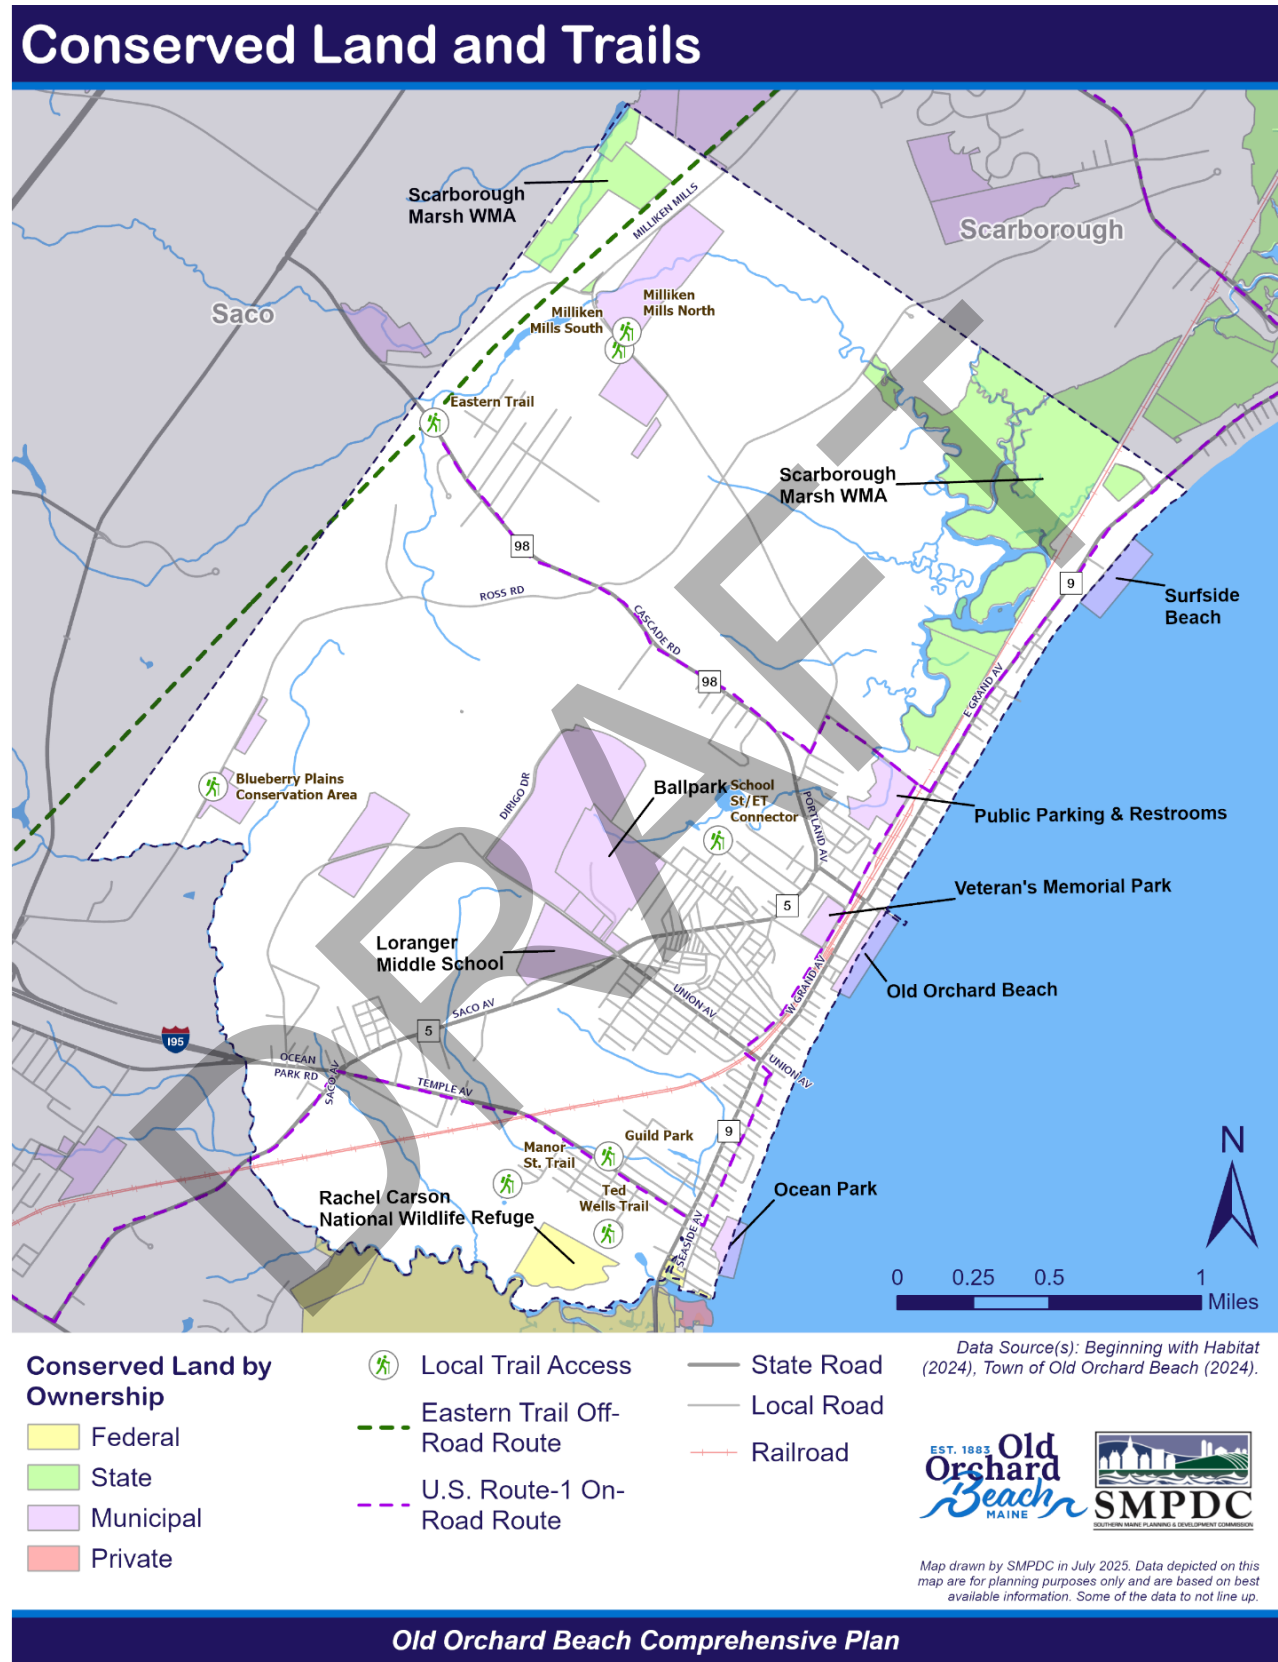 Conserved Land and Trails
Scarborough
Marsh WMA
MILLIKEN MILLS
Scarborough
Saco
Milliken
Mills North
Milliken
Mills South
Eastern Trail
Scarborough
Marsh WMA
98
9
ROSS RD
CASCADE RD
Surfside
Beach
98
E GRAND AV
Blueberry Plains
Conservation Area
DIRIGO DR
Ballpark
School
St/ET
Connector
PORTLAND AV
Public Parking & Restrooms
Veteran's Memorial Park
5
Loranger
Middle School
Old Orchard Beach
W GRAND AV
UNION AV
SACO AV
5
I95
OCEAN
PARK RD
SACO AV
TEMPLE AV
UNION AV
9
Guild Park
Manor
St. Trail
Ted
Wells Trail
Rachel Carson
National Wildlife Refuge
Ocean Park
SEASIDE AV
DRAFT
N
0 0.25 0.5 1
Miles
Conserved Land by
Ownership
Federal
State
Municipal
Private
Local Trail Access
Eastern Trail Off-
Road Route
U.S. Route-1 On-
Road Route
State Road
Local Road
Railroad
Data Source(s): Beginning with Habitat
(2024), Town of Old Orchard Beach (2024).
EST. 1883 Old
Orchard
Beach
MAINE
SMPDC
SOUTHERN MAINE PLANNING & DEVELOPMENT COMMISSION
Map drawn by SMPDC in July 2025. Data depicted on this
map are for planning purposes only and are based on best
available information. Some of the data to not line up.
Old Orchard Beach Comprehensive Plan